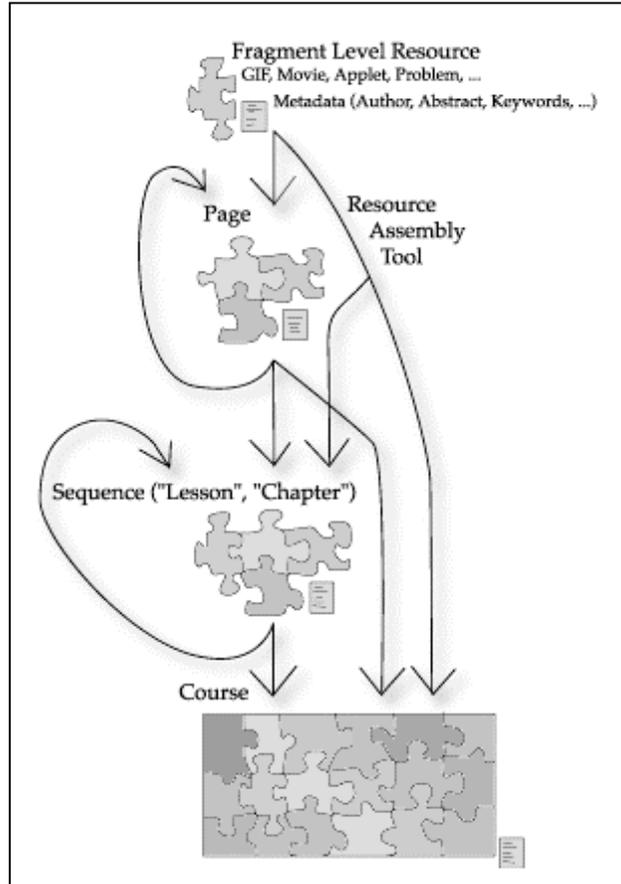 Fragment Level Resource
GIF, Movie, Applet, Problem, ...
Metadata (Author, Abstract, Keywords, ...)
Resource
Assembly
Tool
Page
Sequence ("Lesson", "Chapter")
Course